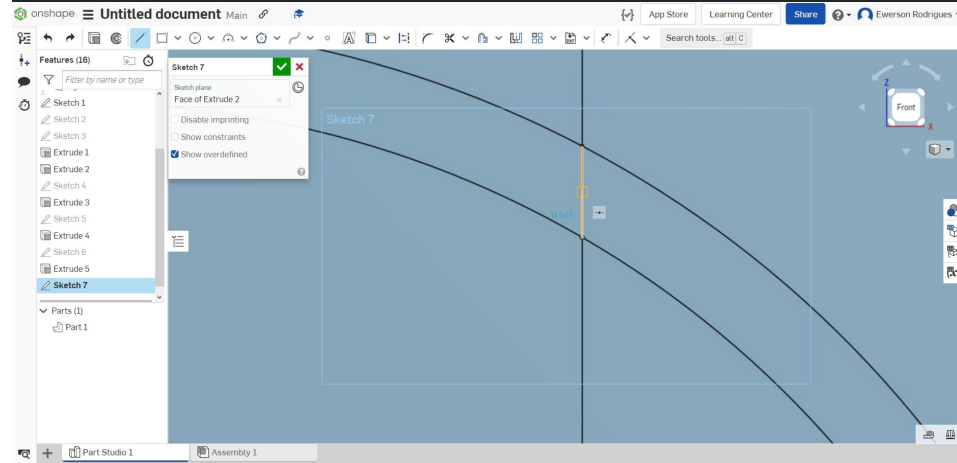 onshape Untitled document Main App Store Learning Center Share Ewerson Rodrigues
Search tools... alt C
Features (16)
Filter by name or type
Sketch 1
Sketch 2
Sketch 3
Extrude 1
Extrude 2
Sketch 4
Extrude 3
Sketch 5
Extrude 4
Sketch 6
Extrude 5
Sketch 7
Parts (1)
Part 1
Sketch 7
Sketch plane
Face of Extrude 2
Disable imprinting
Show constraints
Show overdefined
Sketch 7
Z
Front
X
Part Studio 1 Assembly 1